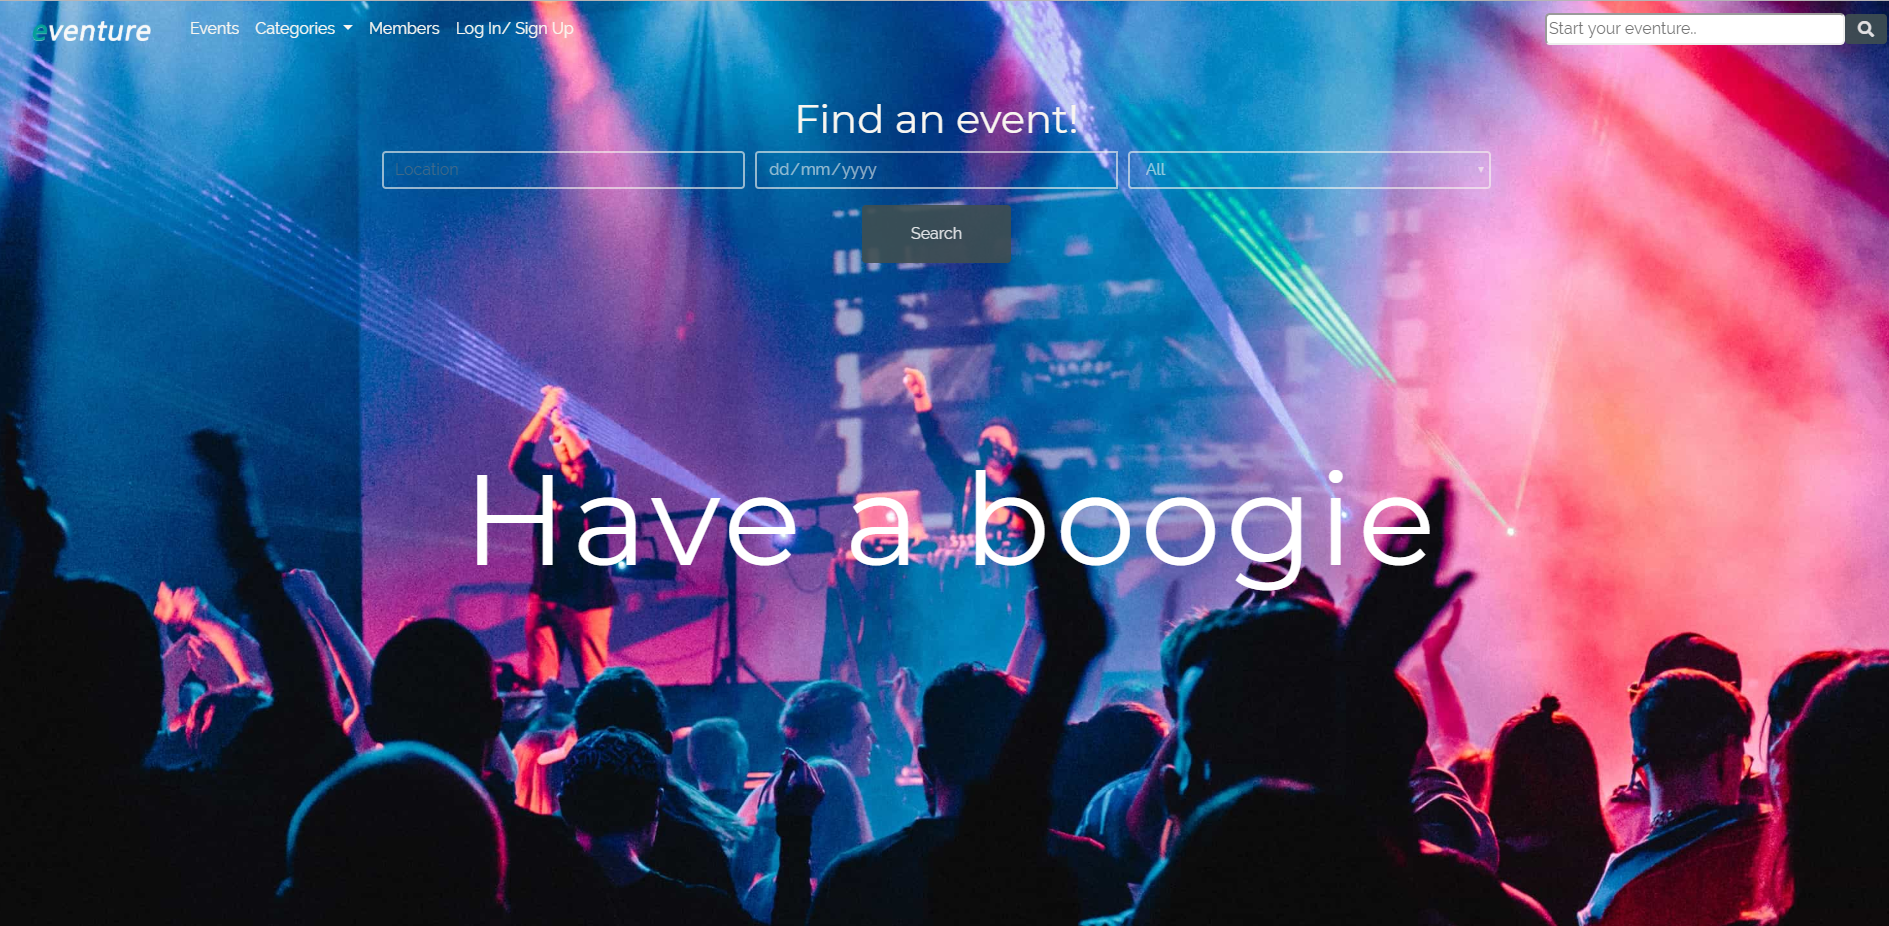 eventure
Events Categories Members Log In/ Sign Up
Start your eventure..
Find an event!
Location
dd/mm/yyyy
All
Search
Have a boogie